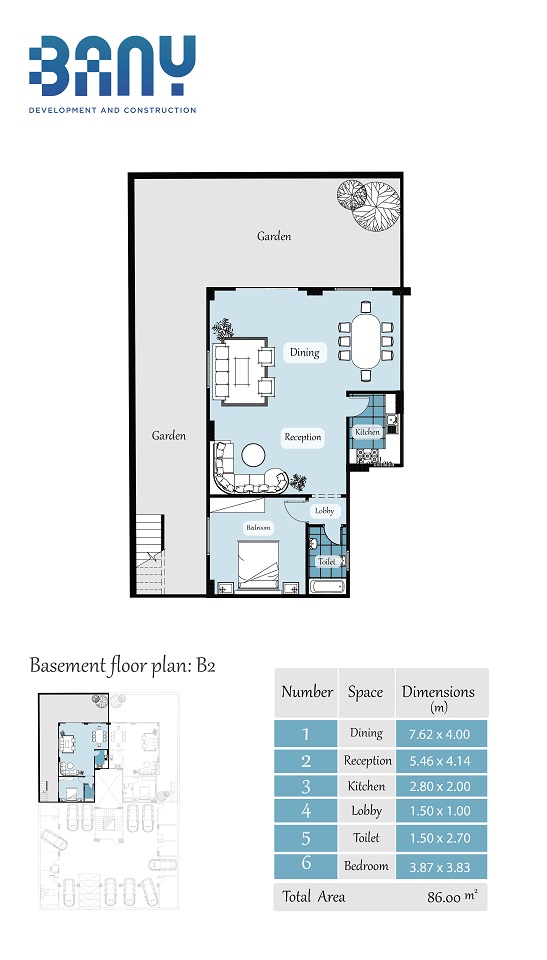 BANY
DEVELOPMENT AND CONSTRUCTION
Garden
Dining
Garden
Kitchen
Reception
Lobby
Bedroom
Toilet
Basement floor plan: B2
Number Space Dimensions
(m)
1 Dining 7.62 x 4.00
2 Reception 5.46 x 4.14
3 Kitchen 2.80 x 2.00
4 Lobby 1.50 x 1.00
5 Toilet 1.50 x 2.70
6 Bedroom 3.87 x 3.83
Total Area 86.00 m²